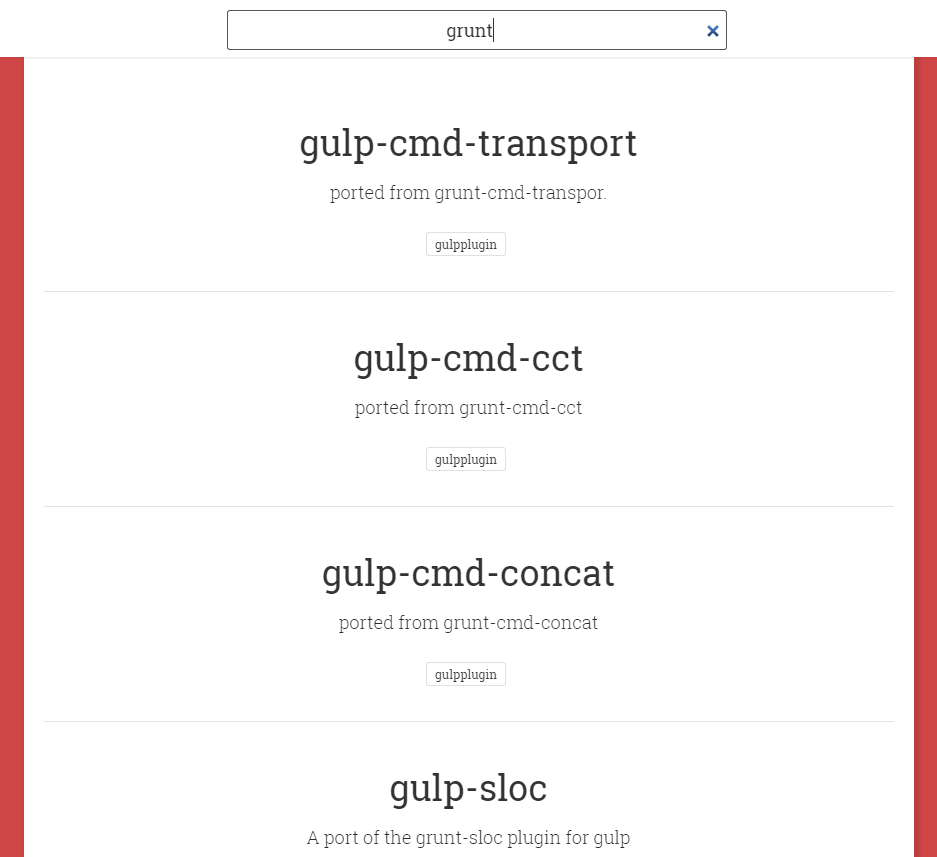 grunt
gulp-cmd-transport
ported from grunt-cmd-transpor.
gulpplugin
gulp-cmd-cct
ported from grunt-cmd-cct
gulpplugin
gulp-cmd-concat
ported from grunt-cmd-concat
gulpplugin
gulp-sloc
A port of the grunt-sloc plugin for gulp